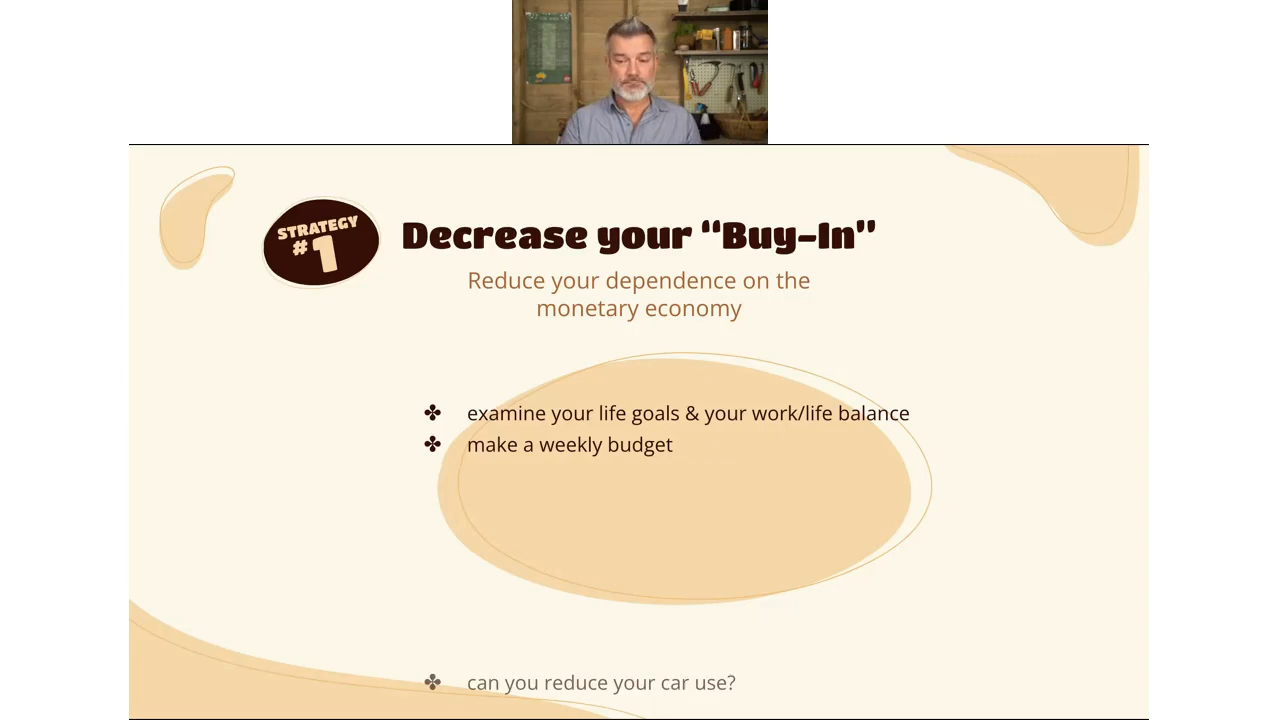 STRATEGY
#1
Decrease your "Buy-In"
Reduce your dependence on the
monetary economy
✤ examine your life goals & your work/life balance
✤ make a weekly budget
✤ can you reduce your car use?